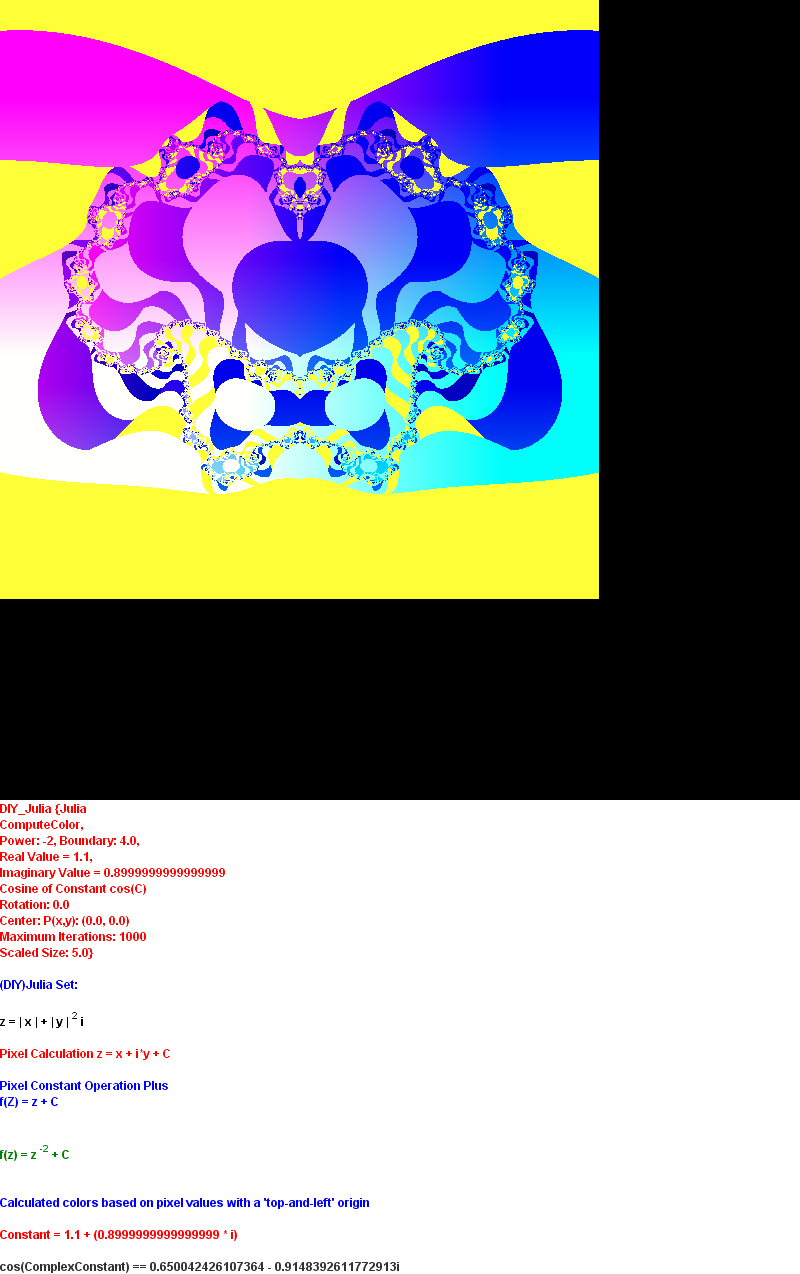 DIY_Julia {Julia
ComputeColor,
Power: -2, Boundary: 4.0,
Real Value = 1.1,
Imaginary Value = 0.8999999999999999
Cosine of Constant cos(C)
Rotation: 0.0
Center: P(x,y): (0.0, 0.0)
Maximum Iterations: 1000
Scaled Size: 5.0}
(DIY)Julia Set:
z = | x | + | y | ² i
Pixel Calculation z = x + i*y + C
Pixel Constant Operation Plus
f(Z) = z + C
f(z) = z ⁻² + C
Calculated colors based on pixel values with a 'top-and-left' origin
Constant = 1.1 + (0.8999999999999999 * i)
cos(ComplexConstant) == 0.650042426107364 - 0.9148392611772913i